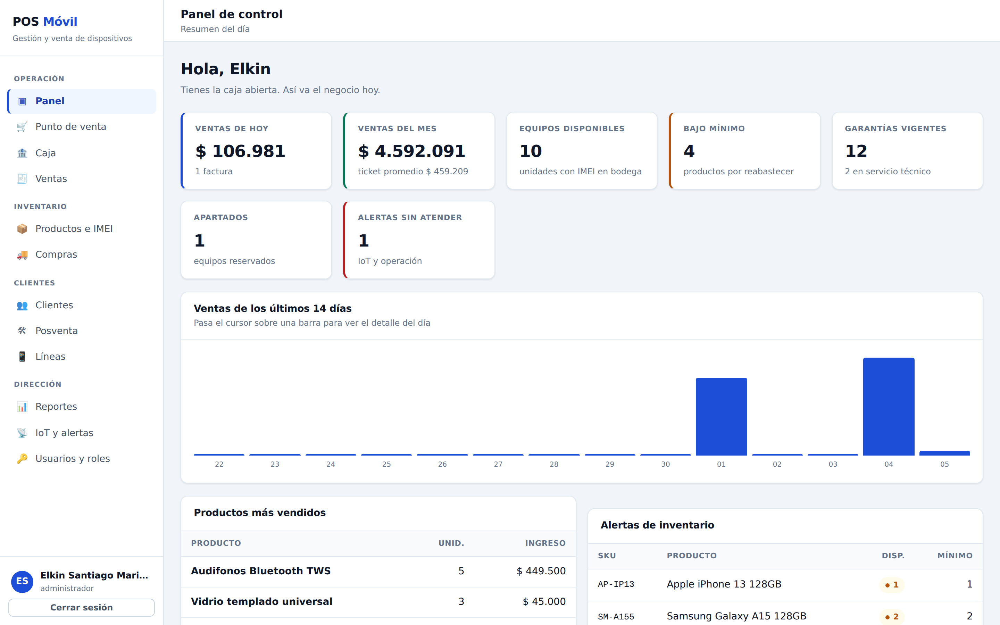 POS Móvil
Gestión y venta de dispositivos
OPERACIÓN
Panel
Punto de venta
Caja
Ventas
INVENTARIO
Productos e IMEI
Compras
CLIENTES
Clientes
Posventa
Líneas
DIRECCIÓN
Reportes
IoT y alertas
Usuarios y roles
ES
Elkin Santiago Mari...
administrador
Cerrar sesión
Panel de control
Resumen del día
Hola, Elkin
Tienes la caja abierta. Así va el negocio hoy.
VENTAS DE HOY
$ 106.981
1 factura
VENTAS DEL MES
$ 4.592.091
ticket promedio $ 459.209
EQUIPOS DISPONIBLES
10
unidades con IMEI en bodega
BAJO MÍNIMO
4
productos por reabastecer
GARANTÍAS VIGENTES
12
2 en servicio técnico
APARTADOS
1
equipos reservados
ALERTAS SIN ATENDER
1
IoT y operación
Ventas de los últimos 14 días
Pasa el cursor sobre una barra para ver el detalle del día
22 23 24 25 26 27 28 29 30 01 02 03 04 05
Productos más vendidos
PRODUCTO UNID. INGRESO
Audifonos Bluetooth TWS 5 $ 449.500
Vidrio templado universal 3 $ 45.000
Alertas de inventario
SKU PRODUCTO DISP. MÍNIMO
AP-IP13 Apple iPhone 13 128GB 1 1
SM-A155 Samsung Galaxy A15 128GB 2 2